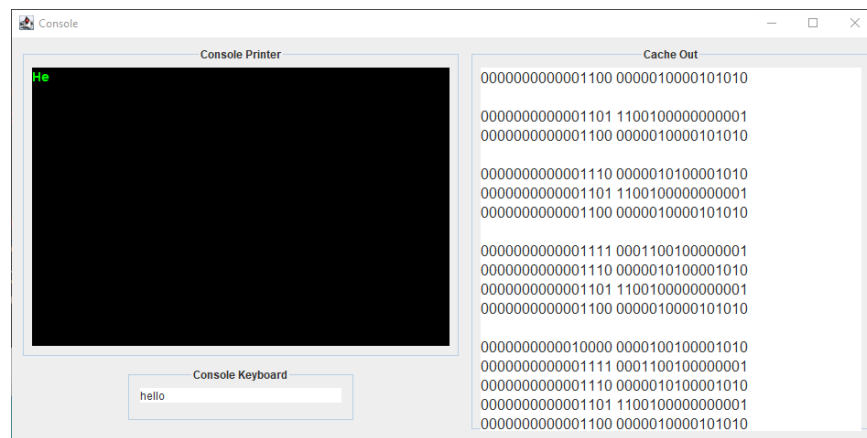 Console
Console Printer
He
Console Keyboard
hello
Cache Out
0000000000001100 0000010000101010
0000000000001101 1100100000000001
0000000000001100 0000010000101010
0000000000001110 0000010100001010
0000000000001101 1100100000000001
0000000000001100 0000010000101010
0000000000001111 0001100100000001
0000000000001110 0000010100001010
0000000000001101 1100100000000001
0000000000001100 0000010000101010
0000000000010000 0000100100001010
0000000000001111 0001100100000001
0000000000001110 0000010100001010
0000000000001101 1100100000000001
0000000000001100 0000010000101010